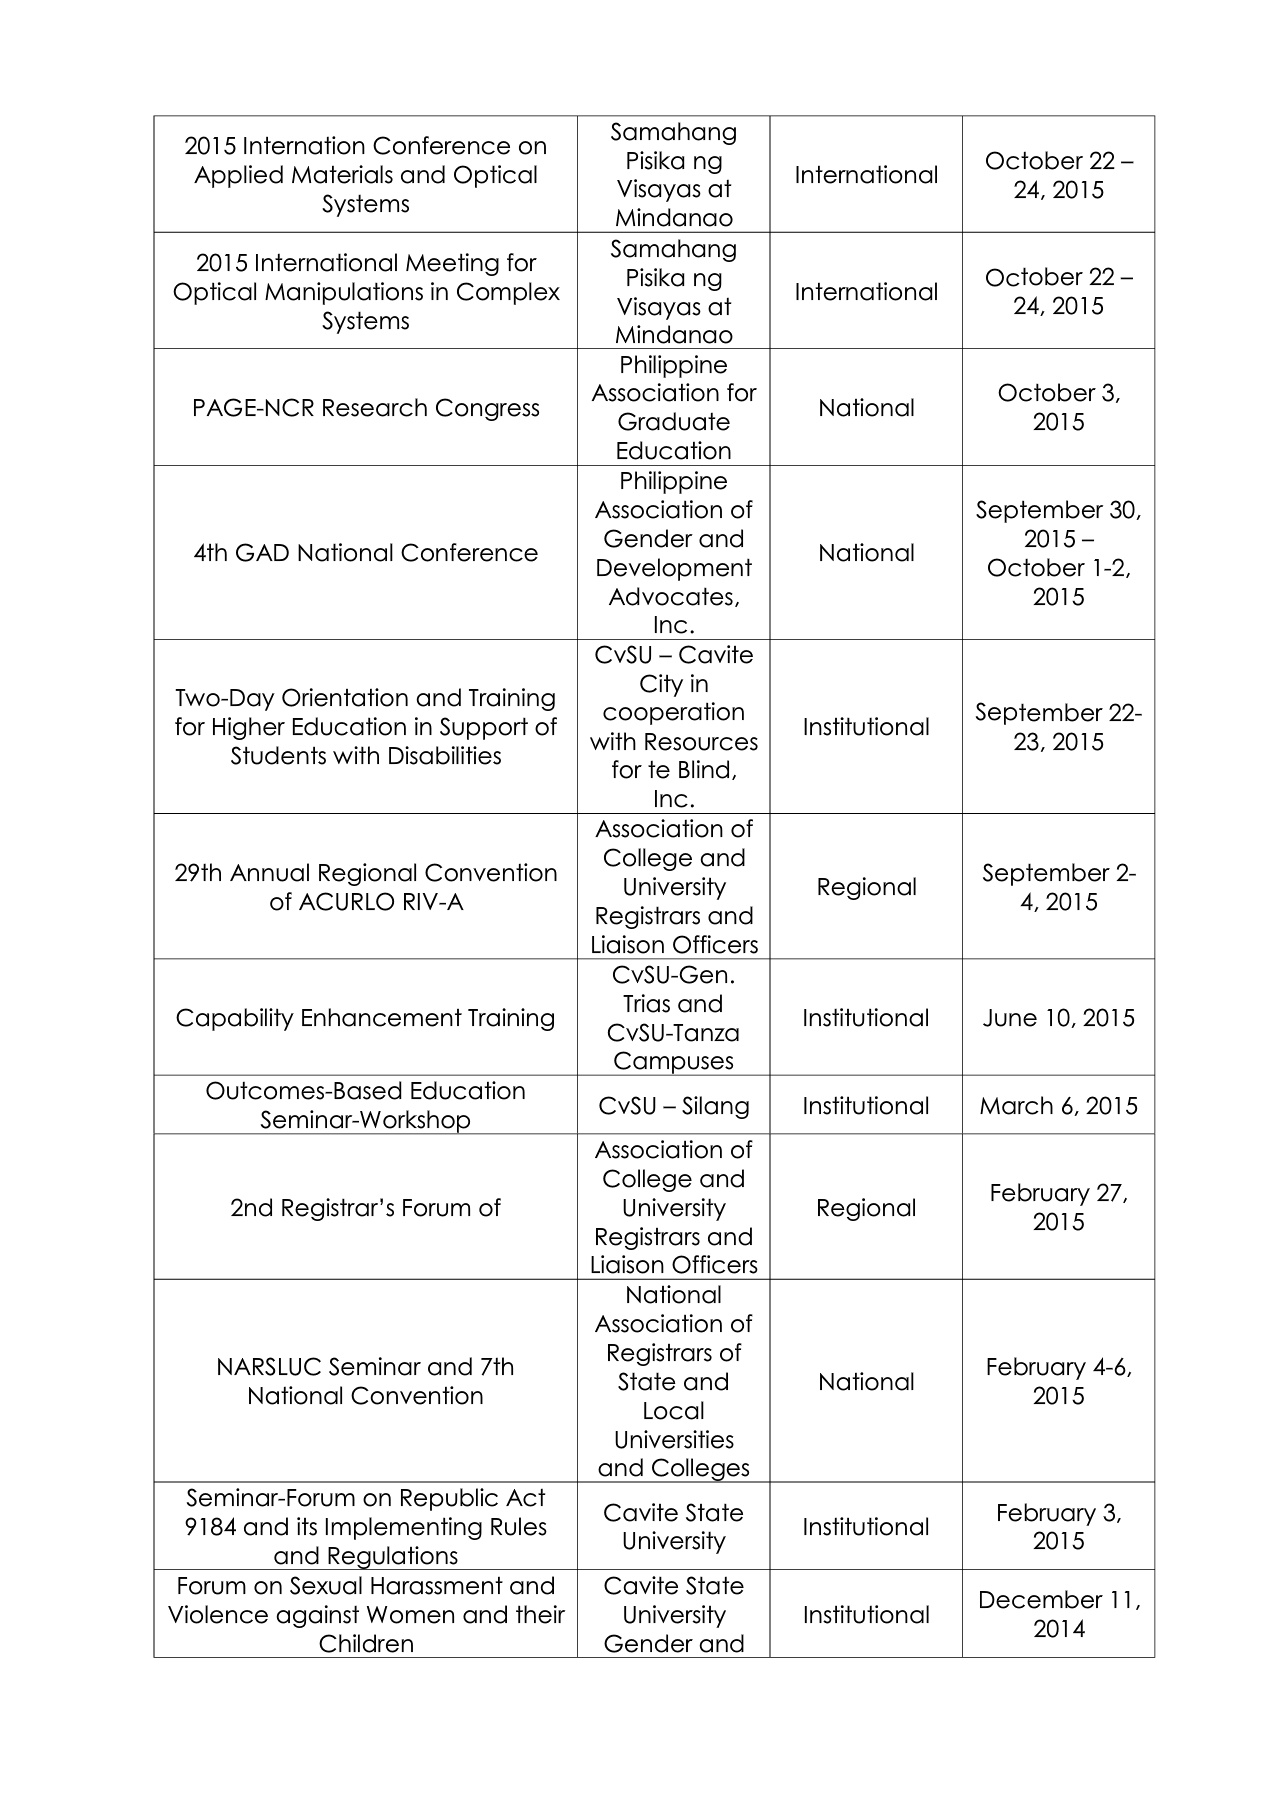 2015 Internation Conference on
Applied Materials and Optical
Systems
Samahang
Pisika ng
Visayas at
Mindanao
International
October 22 –
24, 2015
2015 International Meeting for
Optical Manipulations in Complex
Systems
Samahang
Pisika ng
Visayas at
Mindanao
International
October 22 –
24, 2015
PAGE-NCR Research Congress
Philippine
Association for
Graduate
Education
National
October 3,
2015
4th GAD National Conference
Philippine
Association of
Gender and
Development
Advocates,
Inc.
National
September 30,
2015 –
October 1-2,
2015
Two-Day Orientation and Training
for Higher Education in Support of
Students with Disabilities
CvSU – Cavite
City in
cooperation
with Resources
for te Blind,
Inc.
Institutional
September 22-
23, 2015
29th Annual Regional Convention
of ACURLO RIV-A
Association of
College and
University
Registrars and
Liaison Officers
Regional
September 2-
4, 2015
Capability Enhancement Training
CvSU-Gen.
Trias and
CvSU-Tanza
Campuses
Institutional
June 10, 2015
Outcomes-Based Education
Seminar-Workshop
CvSU – Silang
Institutional
March 6, 2015
2nd Registrar’s Forum of
Association of
College and
University
Registrars and
Liaison Officers
Regional
February 27,
2015
NARSLUC Seminar and 7th
National Convention
National
Association of
Registrars of
State and
Local
Universities
and Colleges
National
February 4-6,
2015
Seminar-Forum on Republic Act
9184 and its Implementing Rules
and Regulations
Cavite State
University
Institutional
February 3,
2015
Forum on Sexual Harassment and
Violence against Women and their
Children
Cavite State
University
Gender and
Institutional
December 11,
2014